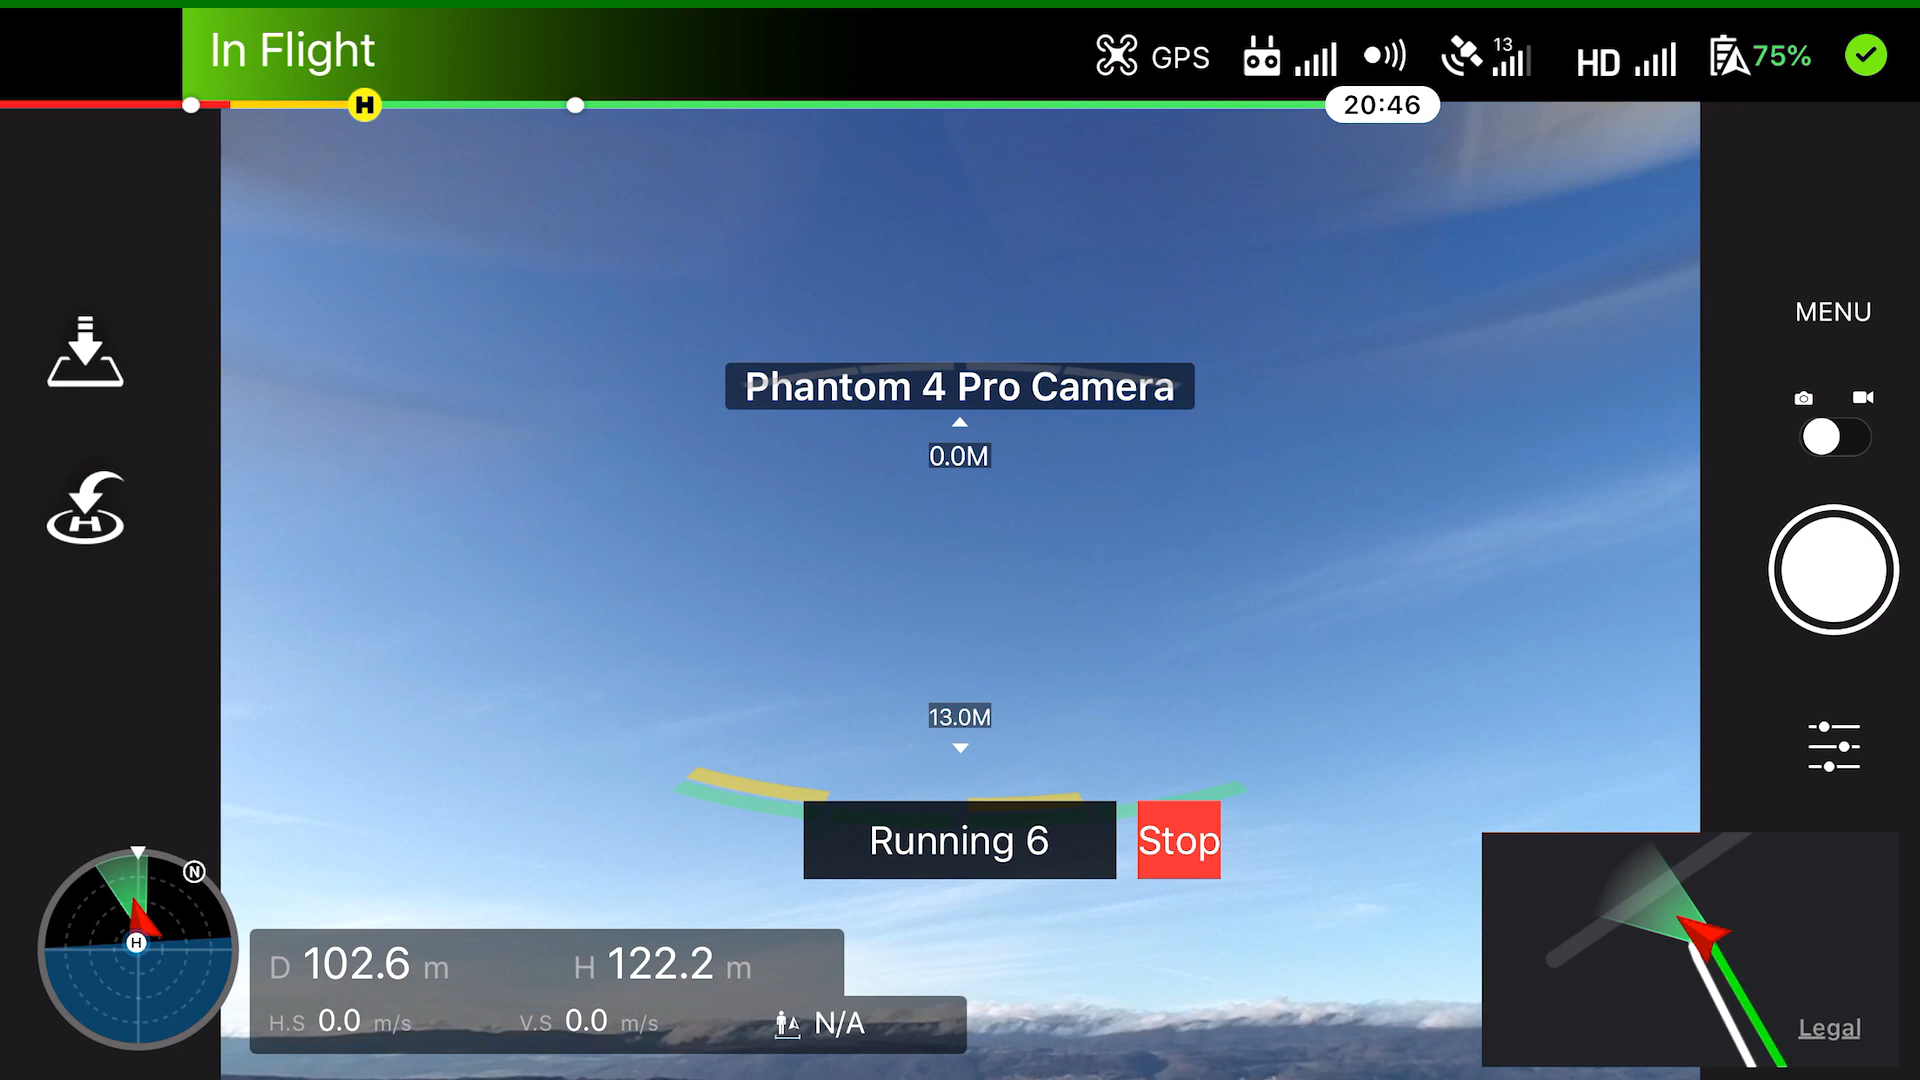 In Flight
GPS
13
HD
75%
H
20:46
MENU
Phantom 4 Pro Camera
0.0M
13.0M
Running 6
Stop
N
H
D 102.6 m
H 122.2 m
H.S 0.0 m/s
V.S 0.0 m/s
N/A
Legal